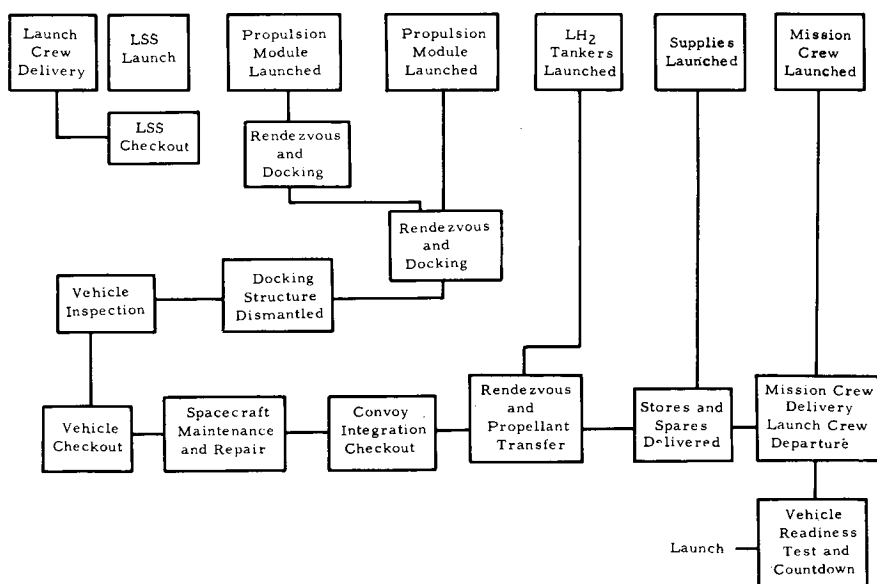 Launch
Crew
Delivery
LSS
Launch
Propulsion
Module
Launched
Propulsion
Module
Launched
LH2
Tankers
Launched
Supplies
Launched
Mission
Crew
Launched
LSS
Checkout
Rendezvous
and
Docking
Rendezvous
and
Docking
Vehicle
Inspection
Docking
Structure
Dismantled
Vehicle
Checkout
Spacecraft
Maintenance
and Repair
Convoy
Integration
Checkout
Rendezvous
and
Propellant
Transfer
Stores and
Spares
Delivered
Mission Crew
Delivery
Launch Crew
Departure
Launch
Vehicle
Readiness
Test and
Countdown